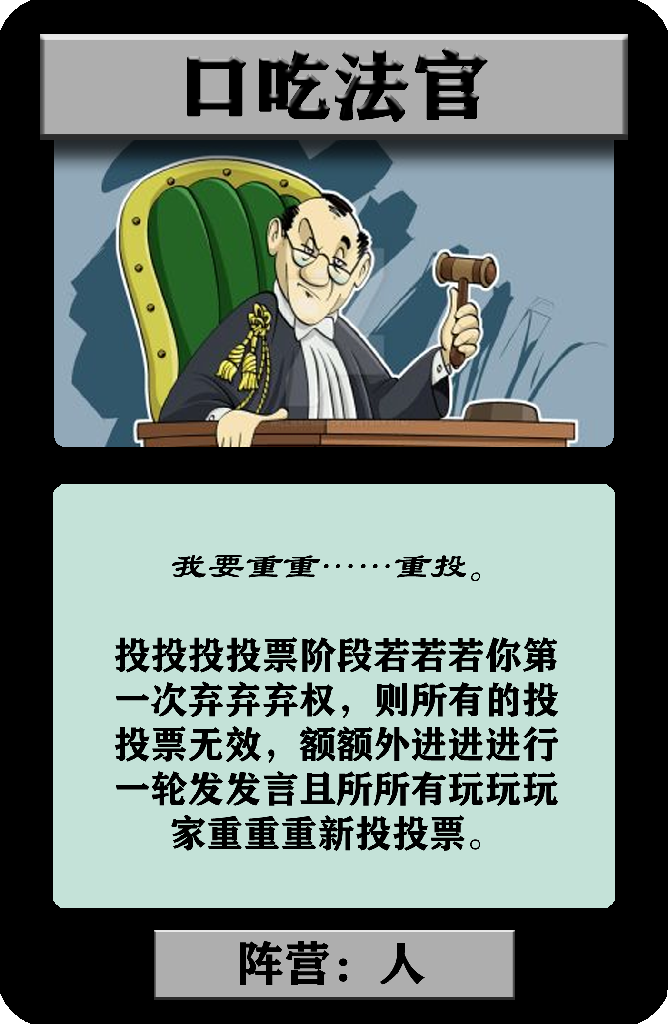 口吃法官
我要重重……重投。
投投投投票阶段若若若你第
一次弃弃弃权，则所有的投
投票无效，额额外进进进行
一轮发发发言且所所有玩玩玩
家重重重新投投票。
阵营：人